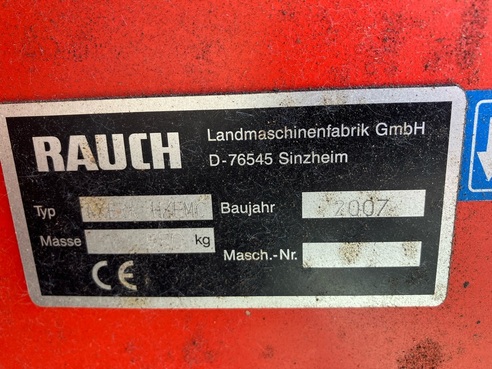 RAUCH
Landmaschinenfabrik GmbH
D-76545 Sinzheim
Typ
Baujahr 2007
Masse kg
Masch.-Nr.
CE